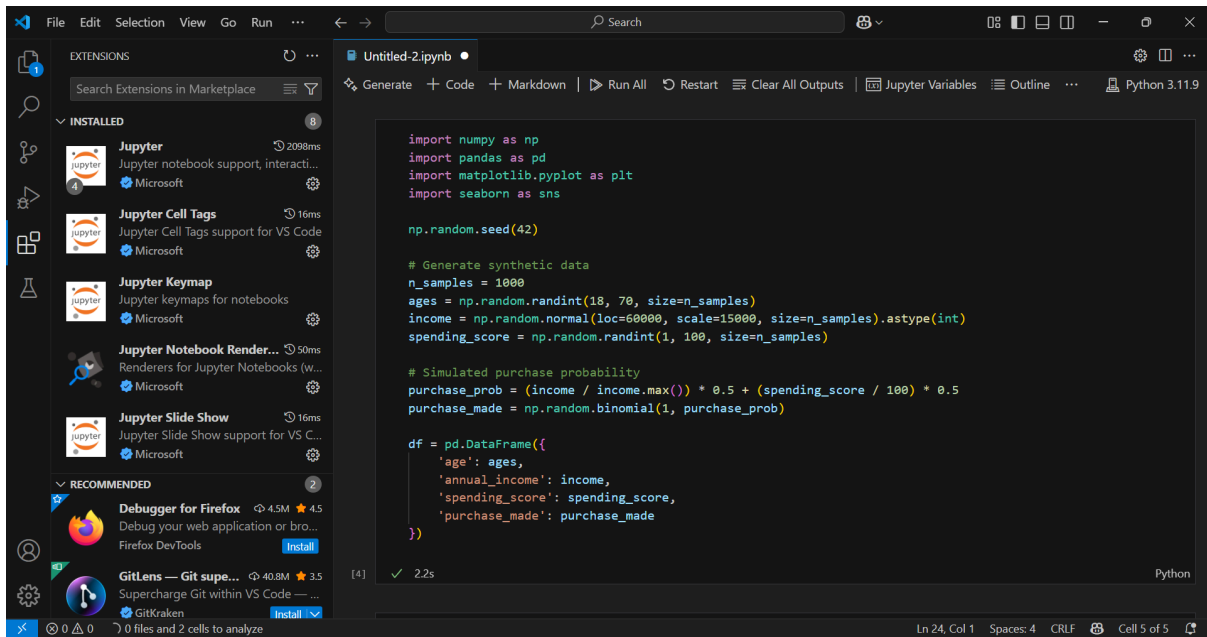 File Edit Selection View Go Run ··· Search
EXTENSIONS
Search Extensions in Marketplace
INSTALLED 8
Jupyter 2098ms
Jupyter notebook support, interacti...
Microsoft
4
Jupyter Cell Tags 16ms
Jupyter Cell Tags support for VS Code
Microsoft
Jupyter Keymap
Jupyter keymaps for notebooks
Microsoft
Jupyter Notebook Render... 50ms
Renderers for Jupyter Notebooks (w...
Microsoft
Jupyter Slide Show 16ms
Jupyter Slide Show support for VS C...
Microsoft
RECOMMENDED 2
Debugger for Firefox 4.5M 4.5
Debug your web application or bro...
Firefox DevTools Install
GitLens — Git supe... 40.8M 3.5
Supercharge Git within VS Code — ...
GitKraken Install
1
jupyter
jupyter
jupyter
jupyter
Untitled-2.ipynb
Generate + Code + Markdown | Run All Restart Clear All Outputs | Jupyter Variables Outline ··· Python 3.11.9
import numpy as np
import pandas as pd
import matplotlib.pyplot as plt
import seaborn as sns
np.random.seed(42)
# Generate synthetic data
n_samples = 1000
ages = np.random.randint(18, 70, size=n_samples)
income = np.random.normal(loc=60000, scale=15000, size=n_samples).astype(int)
spending_score = np.random.randint(1, 100, size=n_samples)
# Simulated purchase probability
purchase_prob = (income / income.max()) * 0.5 + (spending_score / 100) * 0.5
purchase_made = np.random.binomial(1, purchase_prob)
df = pd.DataFrame({
    'age': ages,
    'annual_income': income,
    'spending_score': spending_score,
    'purchase_made': purchase_made
})
[4] ✓ 2.2s Python
0 0 0 files and 2 cells to analyze Ln 24, Col 1 Spaces: 4 CRLF Cell 5 of 5